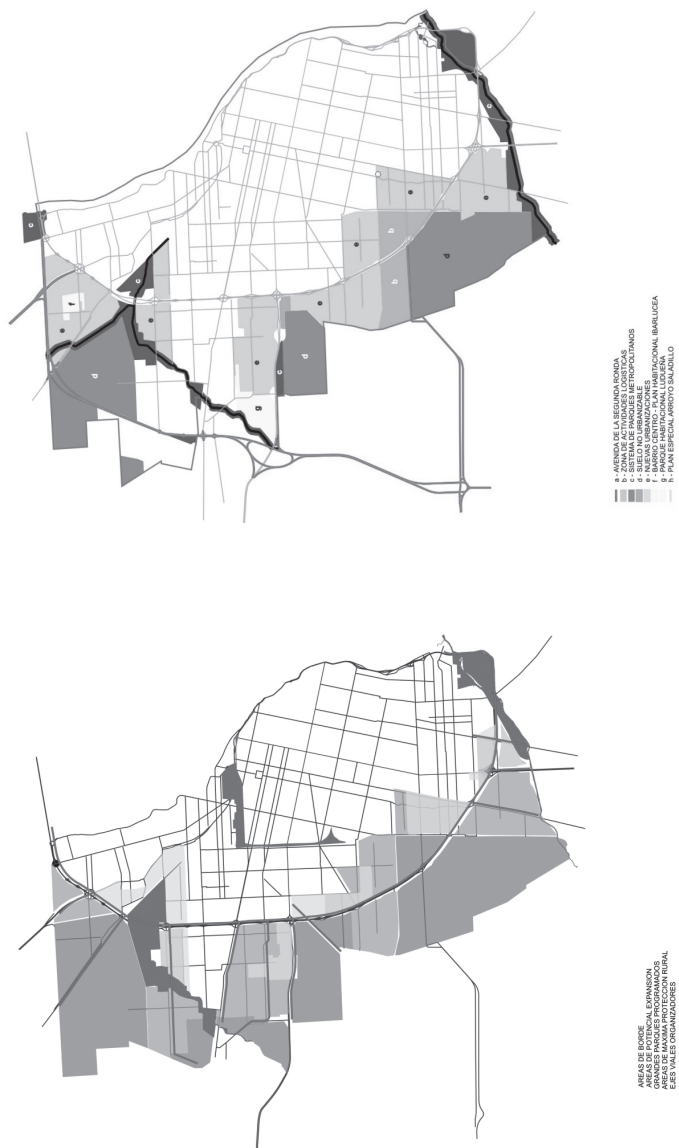 a - AVENIDA DE LA SEGUNDA RONDA
b - ZONA DE ACTIVIDADES LOGISTICAS
c - SISTEMA DE PARQUES METROPOLITANOS
d - SUELO NO URBANIZABLE
e - NUEVAS URBANIZACIONES
f - BARRIO CENTRO - PLAN HABITACIONAL IBARLUCEA
g - PARQUE HABITACIONAL LUDUEÑA
h - PLAN ESPECIAL ARROYO SALADILLO
c
f
e
c
d
e
e
d
g
c
e
e
b
e
b
d
e
c
AREAS DE BORDE
AREAS DE POTENCIAL EXPANSION
GRANDES PARQUES PROGRAMADOS
AREAS DE MAXIMA PROTECCION RURAL
EJES VIALES ORGANIZADORES